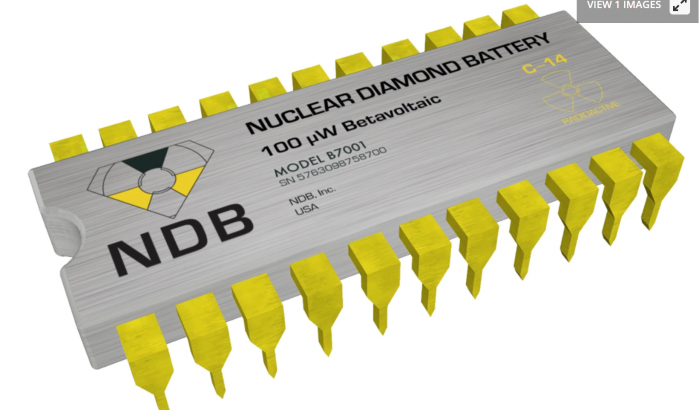 VIEW 1 IMAGES
NUCLEAR DIAMOND BATTERY
100 µW Betavoltaic
C-14
RADIOACTIVE
MODEL B7001
SN 5763098758700
NDB, Inc.
USA
NDB